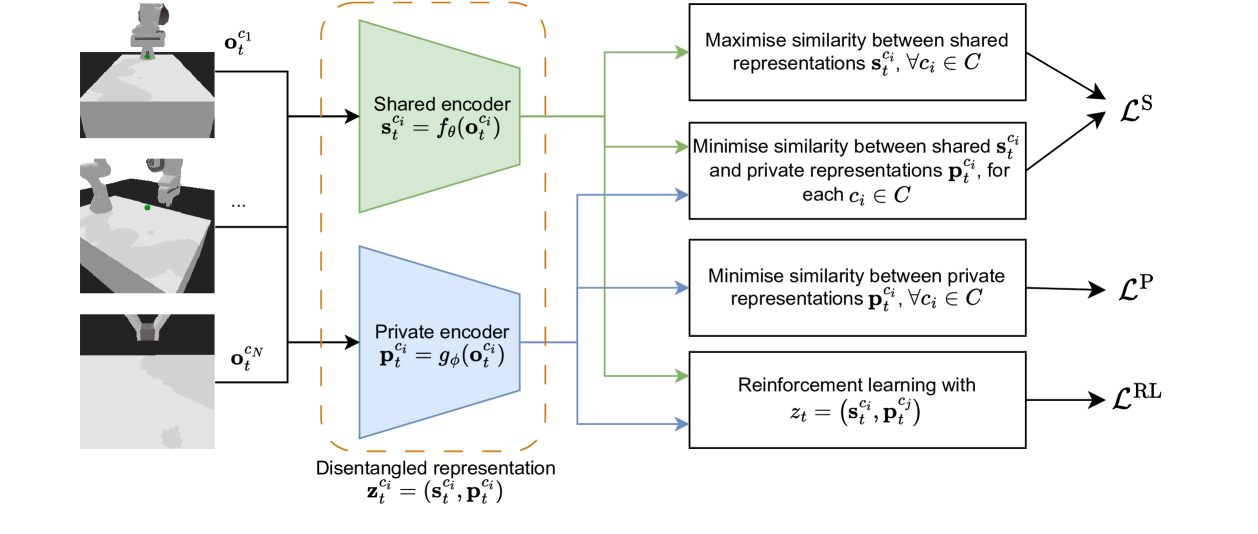 $\mathbf{o}_t^{c_1}$
...
$\mathbf{o}_t^{c_N}$
Shared encoder
$\mathbf{s}_t^{c_i} = f_\theta(\mathbf{o}_t^{c_i})$
Private encoder
$\mathbf{p}_t^{c_i} = g_\phi(\mathbf{o}_t^{c_i})$
Disentangled representation
$\mathbf{z}_t^{c_i} = (\mathbf{s}_t^{c_i}, \mathbf{p}_t^{c_i})$
Maximise similarity between shared
representations $\mathbf{s}_t^{c_i}, \forall c_i \in C$
Minimise similarity between shared $\mathbf{s}_t^{c_i}$
and private representations $\mathbf{p}_t^{c_i}$, for
each $c_i \in C$
Minimise similarity between private
representations $\mathbf{p}_t^{c_i}, \forall c_i \in C$
Reinforcement learning with
$z_t = (\mathbf{s}_t^{c_i}, \mathbf{p}_t^{c_j})$
$\mathcal{L}^{\mathrm{S}}$
$\mathcal{L}^{\mathrm{P}}$
$\mathcal{L}^{\mathrm{RL}}$